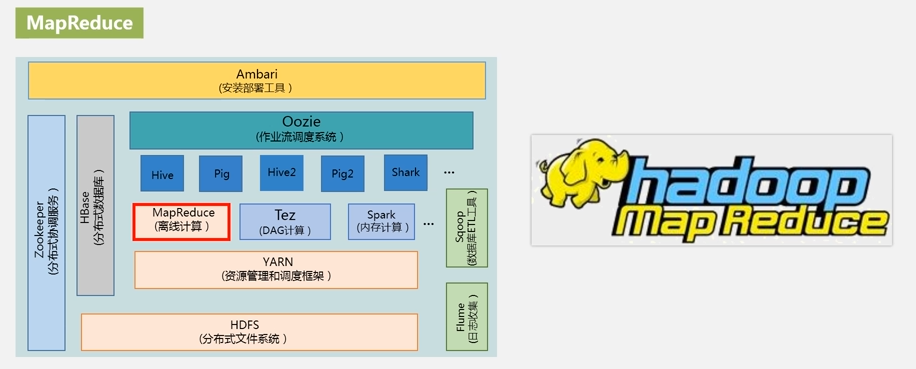 MapReduce
Ambari
(安装部署工具)
Oozie
(作业流调度系统)
Hive
Pig
Hive2
Pig2
Shark
...
MapReduce
(离线计算)
Tez
(DAG计算)
Spark
(内存计算)
...
YARN
(资源管理和调度框架)
HDFS
(分布式文件系统)
Zookeeper
(分布式协调服务)
HBase
(分布式数据库)
Sqoop
(数据库ETL工具)
Flume
(日志收集)
hadoop
Map Reduce